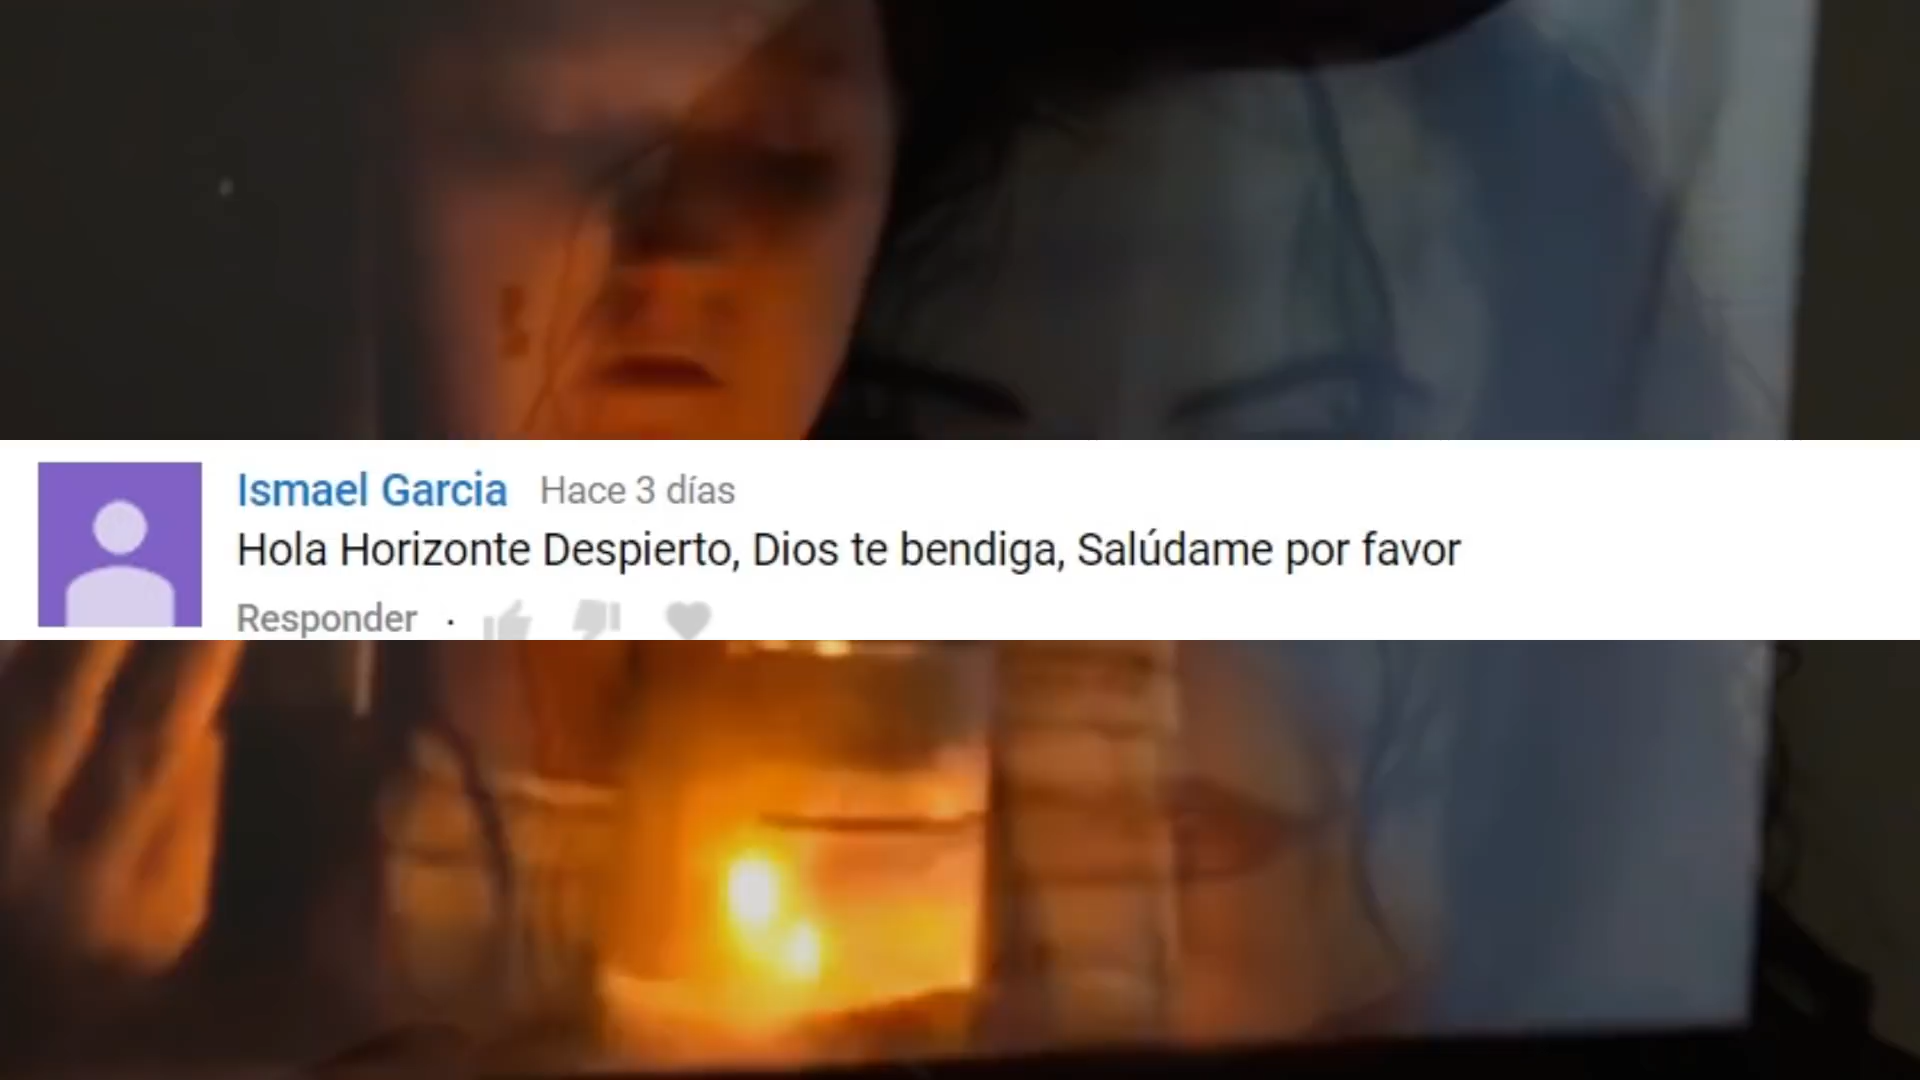 Ismael Garcia Hace 3 días
Hola Horizonte Despierto, Dios te bendiga, Salúdame por favor
Responder ·